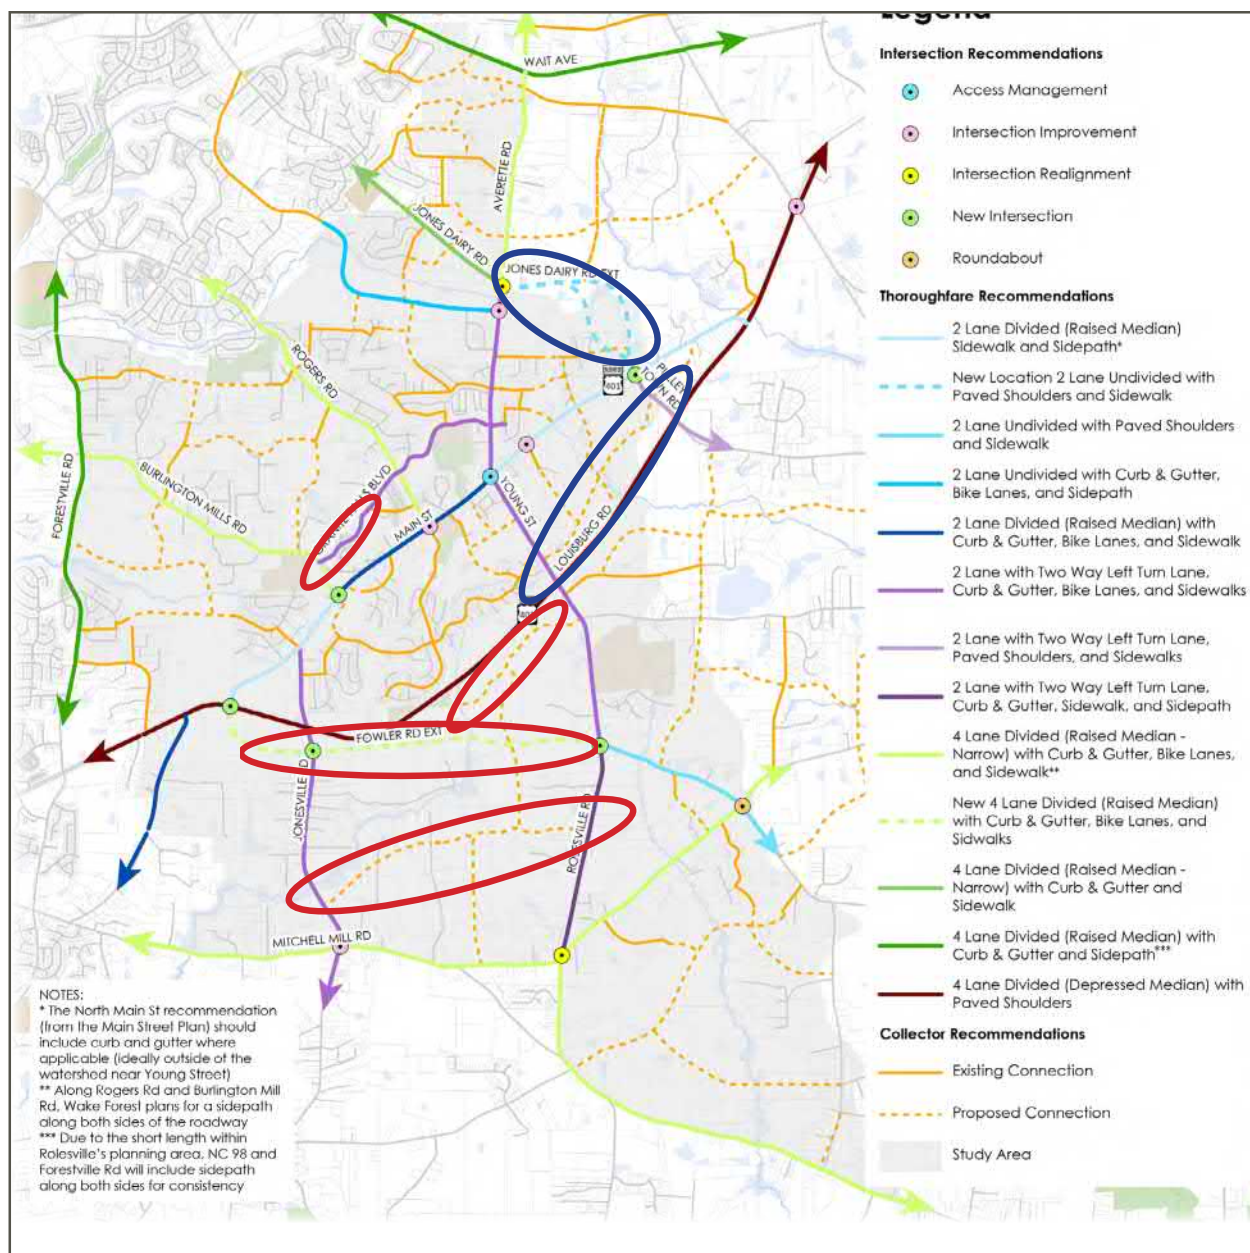 Legend
Intersection Recommendations
Access Management
Intersection Improvement
Intersection Realignment
New Intersection
Roundabout
Thoroughfare Recommendations
2 Lane Divided (Raised Median)
Sidewalk and Sidepath*
New Location 2 Lane Undivided with
Paved Shoulders and Sidewalk
2 Lane Undivided with Paved Shoulders
and Sidewalk
2 Lane Undivided with Curb & Gutter,
Bike Lanes, and Sidepath
2 Lane Divided (Raised Median) with
Curb & Gutter, Bike Lanes, and Sidewalk
2 Lane with Two Way Left Turn Lane,
Curb & Gutter, Bike Lanes, and Sidewalks
2 Lane with Two Way Left Turn Lane,
Paved Shoulders, and Sidewalks
2 Lane with Two Way Left Turn Lane,
Curb & Gutter, Sidewalk, and Sidepath
4 Lane Divided (Raised Median -
Narrow) with Curb & Gutter, Bike Lanes,
and Sidewalk**
New 4 Lane Divided (Raised Median)
with Curb & Gutter, Bike Lanes, and
Sidwalks
4 Lane Divided (Raised Median -
Narrow) with Curb & Gutter and
Sidewalk
4 Lane Divided (Raised Median) with
Curb & Gutter and Sidepath***
4 Lane Divided (Depressed Median) with
Paved Shoulders
Collector Recommendations
Existing Connection
Proposed Connection
Study Area
WAIT AVE
AVERETTE RD
JONES DAIRY RD
JONES DAIRY RD EXT
ROGERS RD
PULLEY
TOWN RD
401
BURLINGTON MILLS RD
FORESTVILLE RD
BLVD
MAIN ST
YOUNG ST
LOUISBURG RD
FOWLER RD EXT
JONESVILLE RD
ROLESVILLE RD
MITCHELL MILL RD
NOTES:
* The North Main St recommendation
(from the Main Street Plan) should
include curb and gutter where
applicable (ideally outside of the
watershed near Young Street)
** Along Rogers Rd and Burlington Mill
Rd, Wake Forest plans for a sidepath
along both sides of the roadway
*** Due to the short length within
Rolesville's planning area, NC 98 and
Forestville Rd will include sidepath
along both sides for consistency